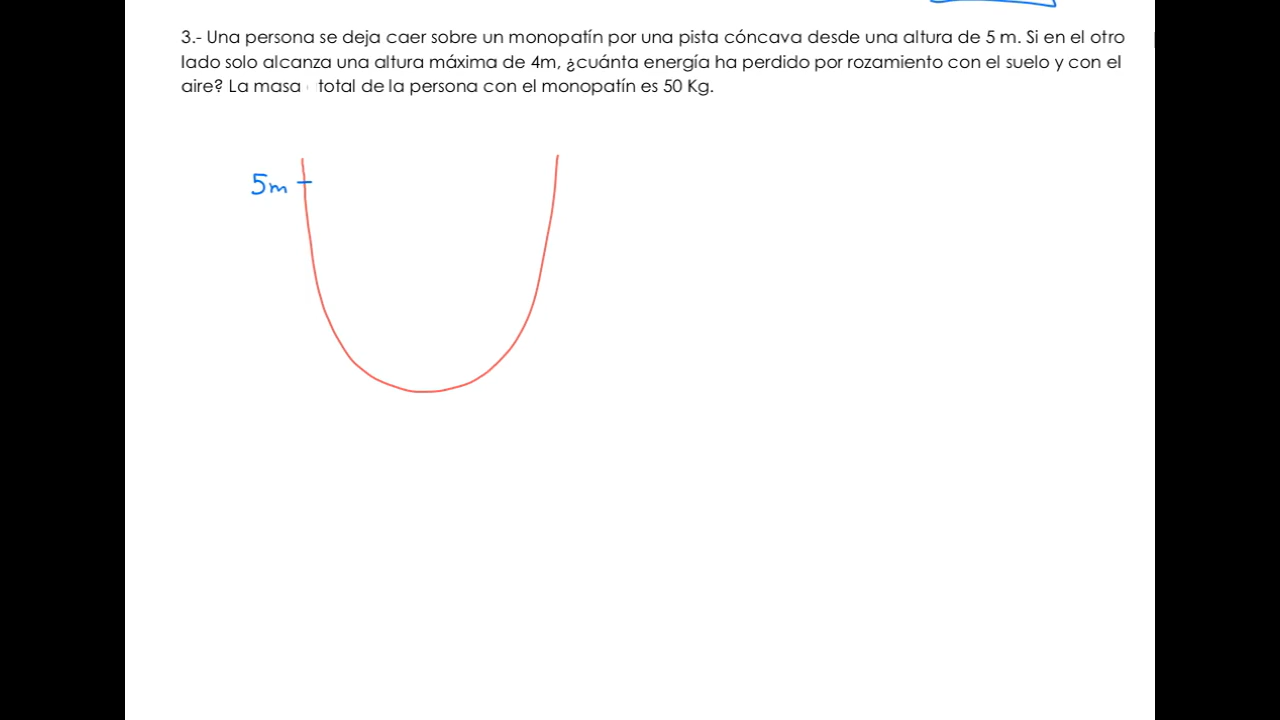 3.- Una persona se deja caer sobre un monopatín por una pista cóncava desde una altura de 5 m. Si en el otro
lado solo alcanza una altura máxima de 4m, ¿cuánta energía ha perdido por rozamiento con el suelo y con el
aire? La masa total de la persona con el monopatín es 50 Kg.
5m